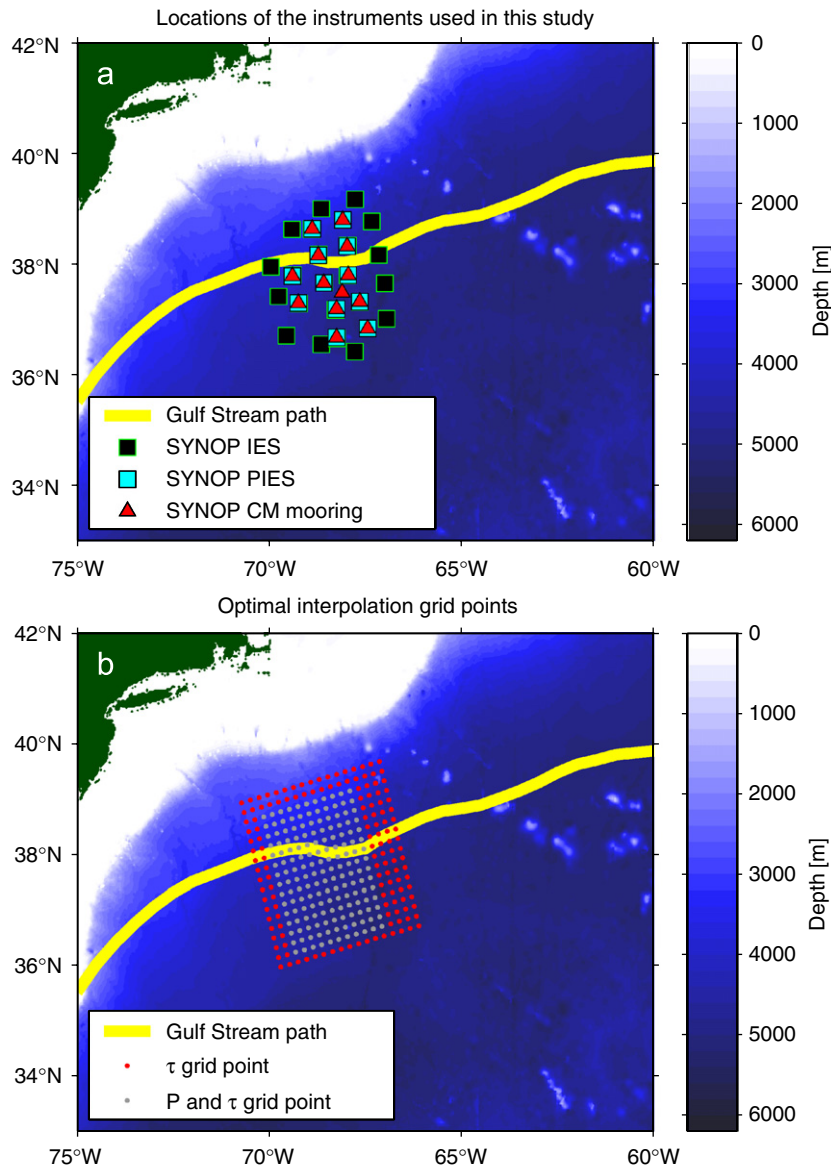 Locations of the instruments used in this study
a
42°N
40°N
38°N
36°N
34°N
75°W
70°W
65°W
60°W
Gulf Stream path
SYNOP IES
SYNOP PIES
SYNOP CM mooring
0
1000
2000
3000
4000
5000
6000
Depth [m]
Optimal interpolation grid points
b
42°N
40°N
38°N
36°N
34°N
75°W
70°W
65°W
60°W
Gulf Stream path
τ grid point
P and τ grid point
0
1000
2000
3000
4000
5000
6000
Depth [m]